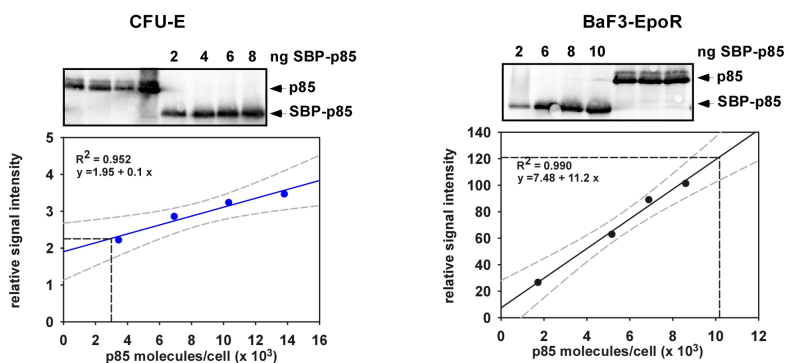 CFU-E
2 4 6 8 ng SBP-p85
p85
SBP-p85
5
4
3
2
1
0
R2 = 0.952
y =1.95 + 0.1 x
relative signal intensity
0 2 4 6 8 10 12 14 16
p85 molecules/cell (x 10³)
BaF3-EpoR
2 6 8 10 ng SBP-p85
p85
SBP-p85
140
120
100
80
60
40
20
0
R2 = 0.990
y =7.48 + 11.2 x
relative signal intensity
0 2 4 6 8 10 12
p85 molecules/cell (x 10³)